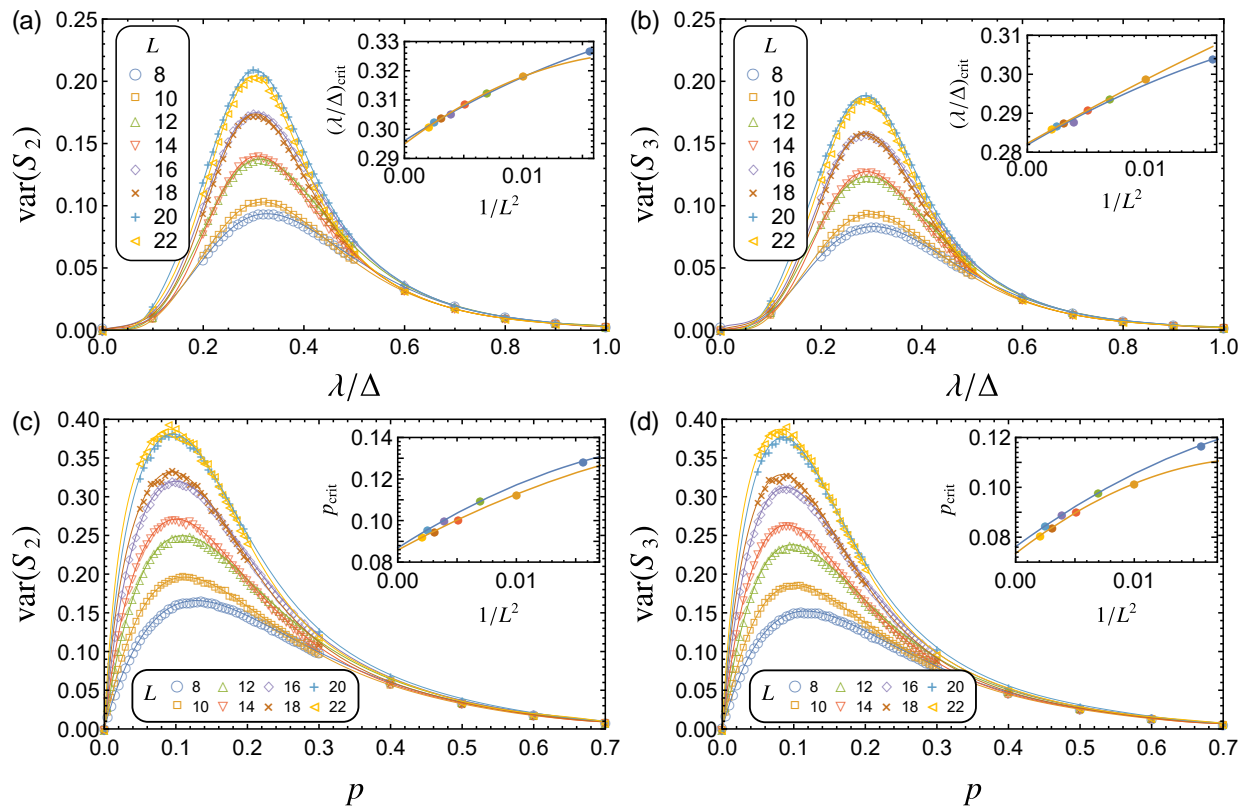 (a)
var(S2)
0.25
0.20
0.15
0.10
0.05
0.00
L
8
10
12
14
16
18
20
22
(λ/Δ)crit
0.33
0.32
0.31
0.30
0.29
0.00 0.01
1/L²
0.0 0.2 0.4 0.6 0.8 1.0
λ/Δ
(b)
var(S3)
0.25
0.20
0.15
0.10
0.05
0.00
L
8
10
12
14
16
18
20
22
(λ/Δ)crit
0.31
0.30
0.29
0.28
0.00 0.01
1/L²
0.0 0.2 0.4 0.6 0.8 1.0
λ/Δ
(c)
var(S2)
0.40
0.35
0.30
0.25
0.20
0.15
0.10
0.05
0.00
pcrit
0.14
0.12
0.10
0.08
0.00 0.01
1/L²
L 8 12 16 20
10 14 18 22
0.0 0.1 0.2 0.3 0.4 0.5 0.6 0.7
p
(d)
var(S3)
0.40
0.35
0.30
0.25
0.20
0.15
0.10
0.05
0.00
pcrit
0.12
0.10
0.08
0.00 0.01
1/L²
L 8 12 16 20
10 14 18 22
0.0 0.1 0.2 0.3 0.4 0.5 0.6 0.7
p